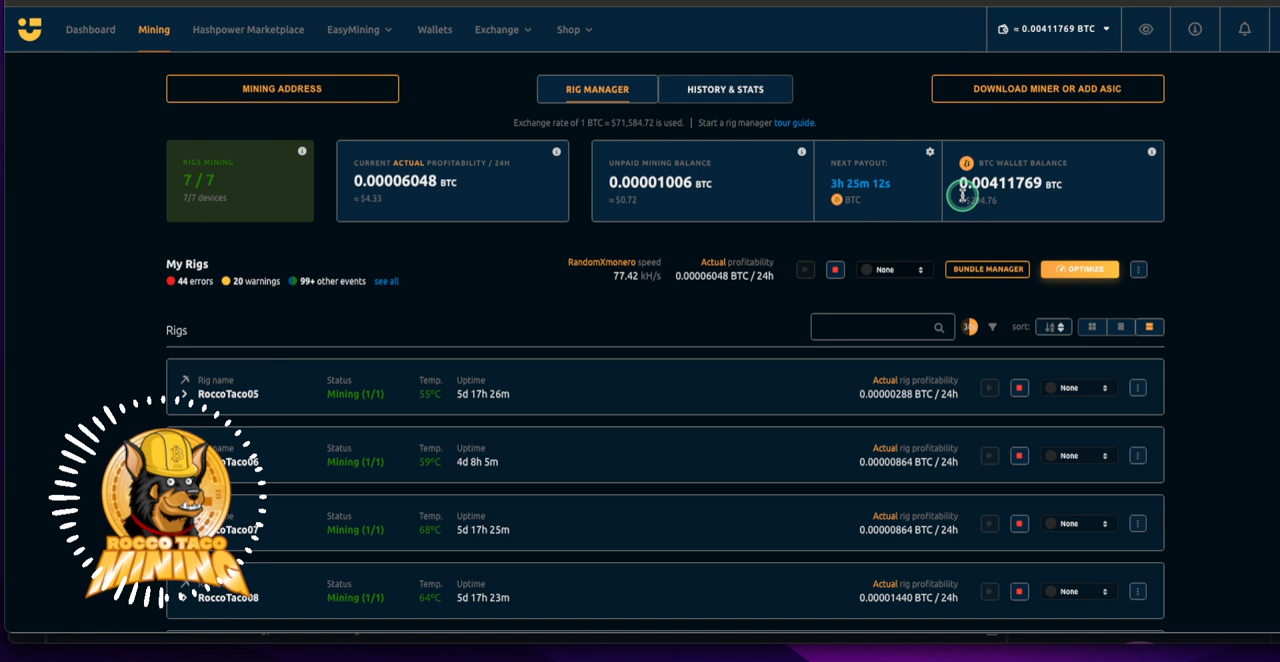 Dashboard Mining Hashpower Marketplace EasyMining Wallets Exchange Shop ≈ 0.00411769 BTC
MINING ADDRESS RIG MANAGER HISTORY & STATS DOWNLOAD MINER OR ADD ASIC
Exchange rate of 1 BTC ≈ $71,584.72 is used. | Start a rig manager tour guide.
RIGS MINING
7 / 7
7/7 devices
CURRENT ACTUAL PROFITABILITY / 24H
0.00006048 BTC
≈ $4.33
UNPAID MINING BALANCE
0.00001006 BTC
≈ $0.72
NEXT PAYOUT:
3h 25m 12s
BTC
BTC WALLET BALANCE
0.00411769 BTC
My Rigs
44 errors 20 warnings 99+ other events see all
RandomXmonero speed
77.42 kH/s
Actual profitability
0.00006048 BTC / 24h
None BUNDLE MANAGER OPTIMIZE
Rigs sort:
Rig name Status Temp. Uptime Actual rig profitability
RoccoTaco05 Mining (1/1) 55°C 5d 17h 26m 0.00000288 BTC / 24h None
name Status Temp. Uptime Actual rig profitability
Taco06 Mining (1/1) 59°C 4d 8h 5m 0.00000864 BTC / 24h None
Status Temp. Uptime Actual rig profitability
coTaco07 Mining (1/1) 68°C 5d 17h 25m 0.00000864 BTC / 24h None
Status Temp. Uptime Actual rig profitability
RoccoTaco08 Mining (1/1) 64°C 5d 17h 23m 0.00001440 BTC / 24h None
ROCCO TACO
MINING